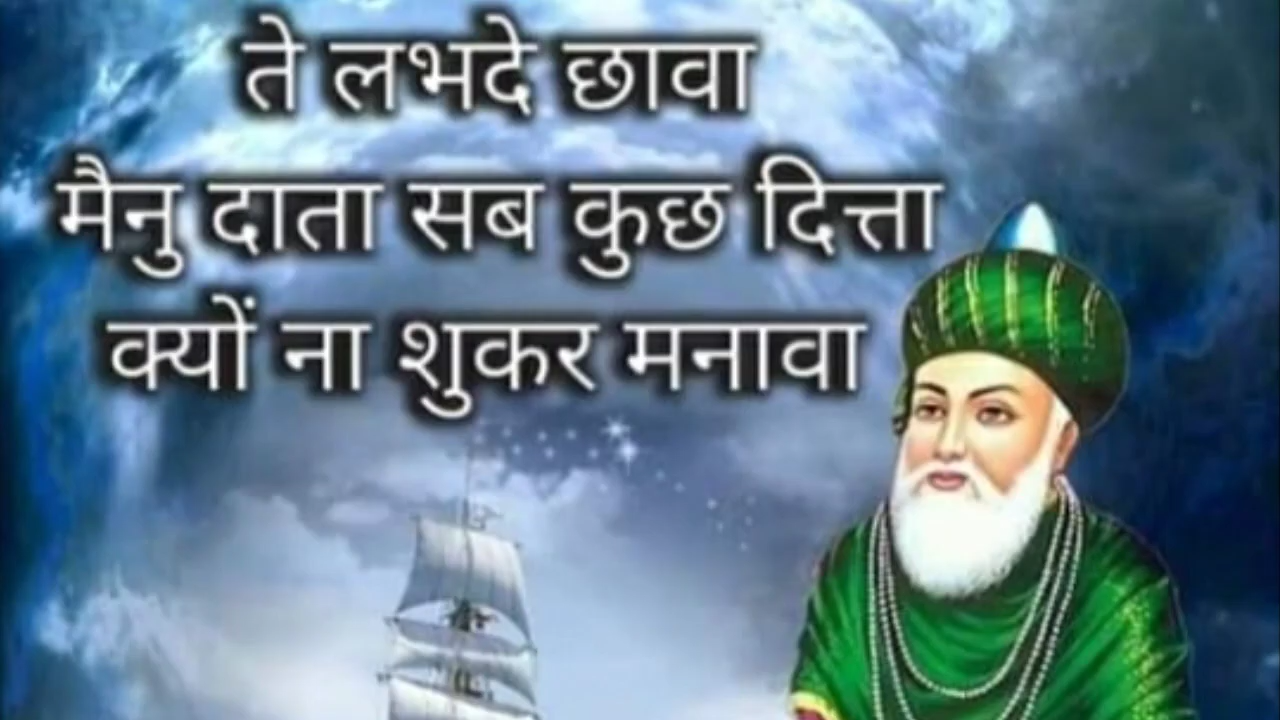 ते लभदे छावा
मैनु दाता सब कुछ दित्ता
क्यों ना शुकर मनावा